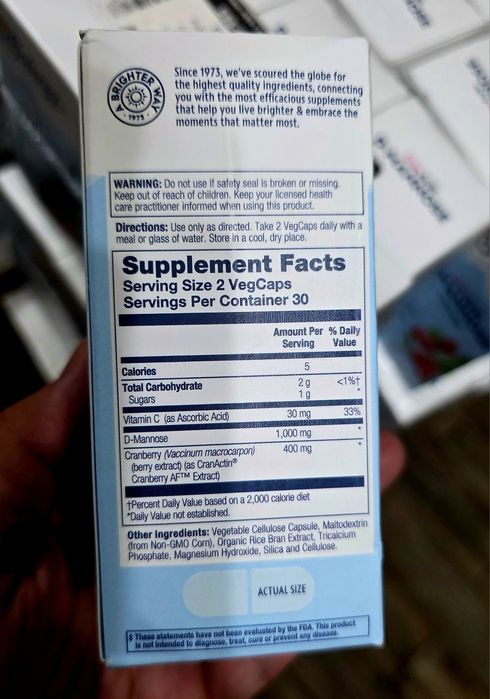 A BRIGHTER WAY
• 1973 •
Since 1973, we've scoured the globe for
the highest quality ingredients, connecting
you with the most efficacious supplements
that help you live brighter & embrace the
moments that matter most.
WARNING: Do not use if safety seal is broken or missing.
Keep out of reach of children. Keep your licensed health
care practitioner informed when using this product.
Directions: Use only as directed. Take 2 VegCaps daily with a
meal or glass of water. Store in a cool, dry place.
Supplement Facts
Serving Size 2 VegCaps
Servings Per Container 30
Amount Per % Daily
Serving Value
Calories 5
Total Carbohydrate 2 g <1%†
Sugars 1 g *
Vitamin C (as Ascorbic Acid) 30 mg 33%
D-Mannose 1,000 mg *
Cranberry (Vaccinum macrocarpon) 400 mg *
(berry extract) (as CranActin®
Cranberry AF™ Extract)
†Percent Daily Value based on a 2,000 calorie diet
*Daily Value not established.
Other Ingredients: Vegetable Cellulose Capsule, Maltodextrin
(from Non-GMO Corn), Organic Rice Bran Extract, Tricalcium
Phosphate, Magnesium Hydroxide, Silica and Cellulose.
ACTUAL SIZE
‡ These statements have not been evaluated by the FDA. This product
is not intended to diagnose, treat, cure or prevent any disease.